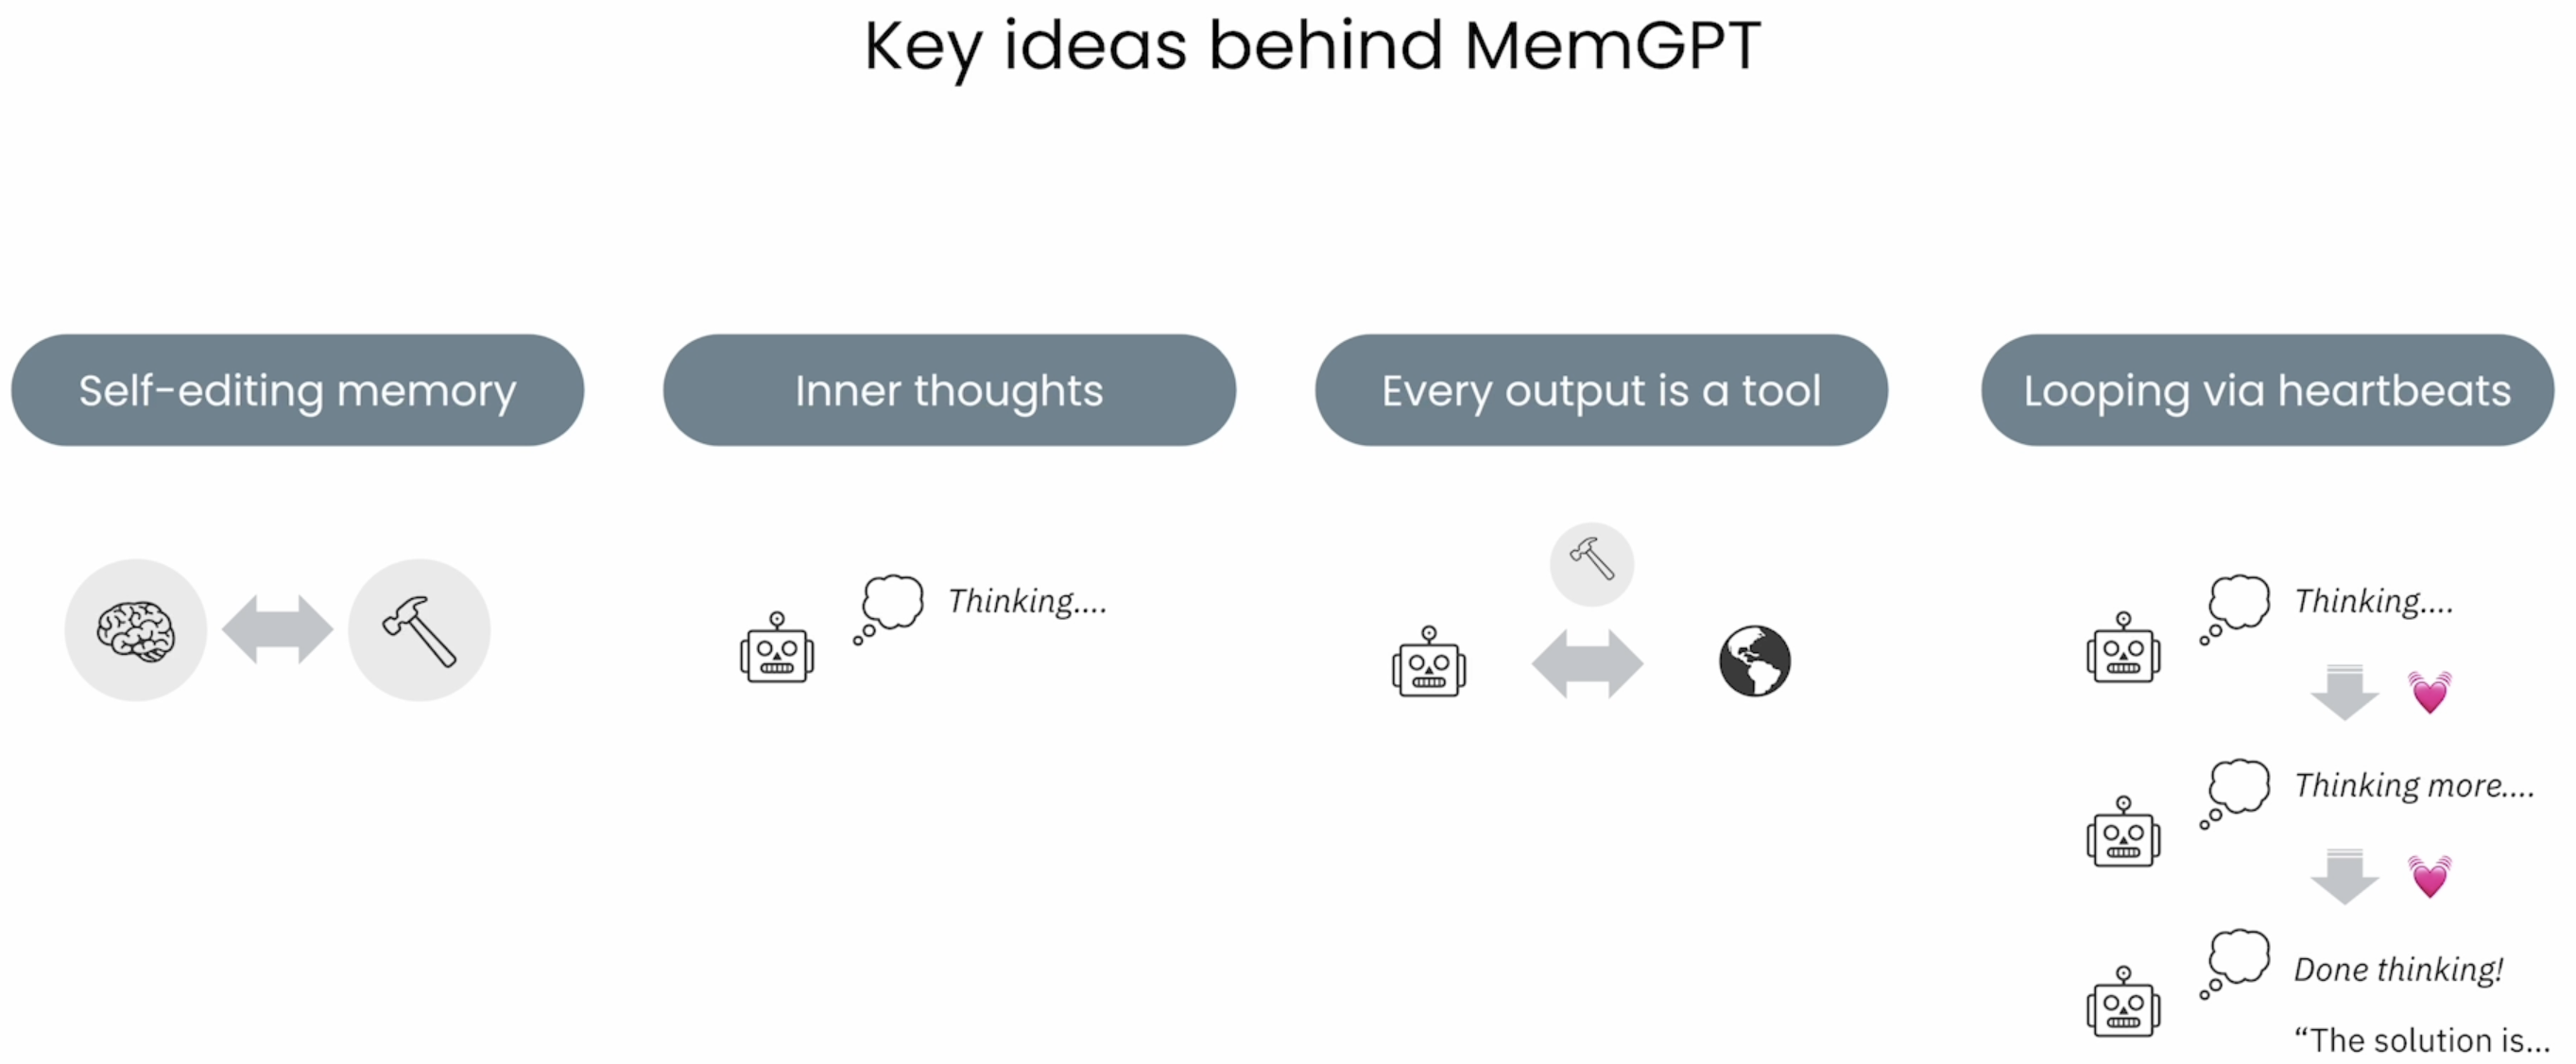 Key ideas behind MemGPT
Self-editing memory
Inner thoughts
Every output is a tool
Looping via heartbeats
Thinking....
Thinking....
Thinking more....
Done thinking!
“The solution is...